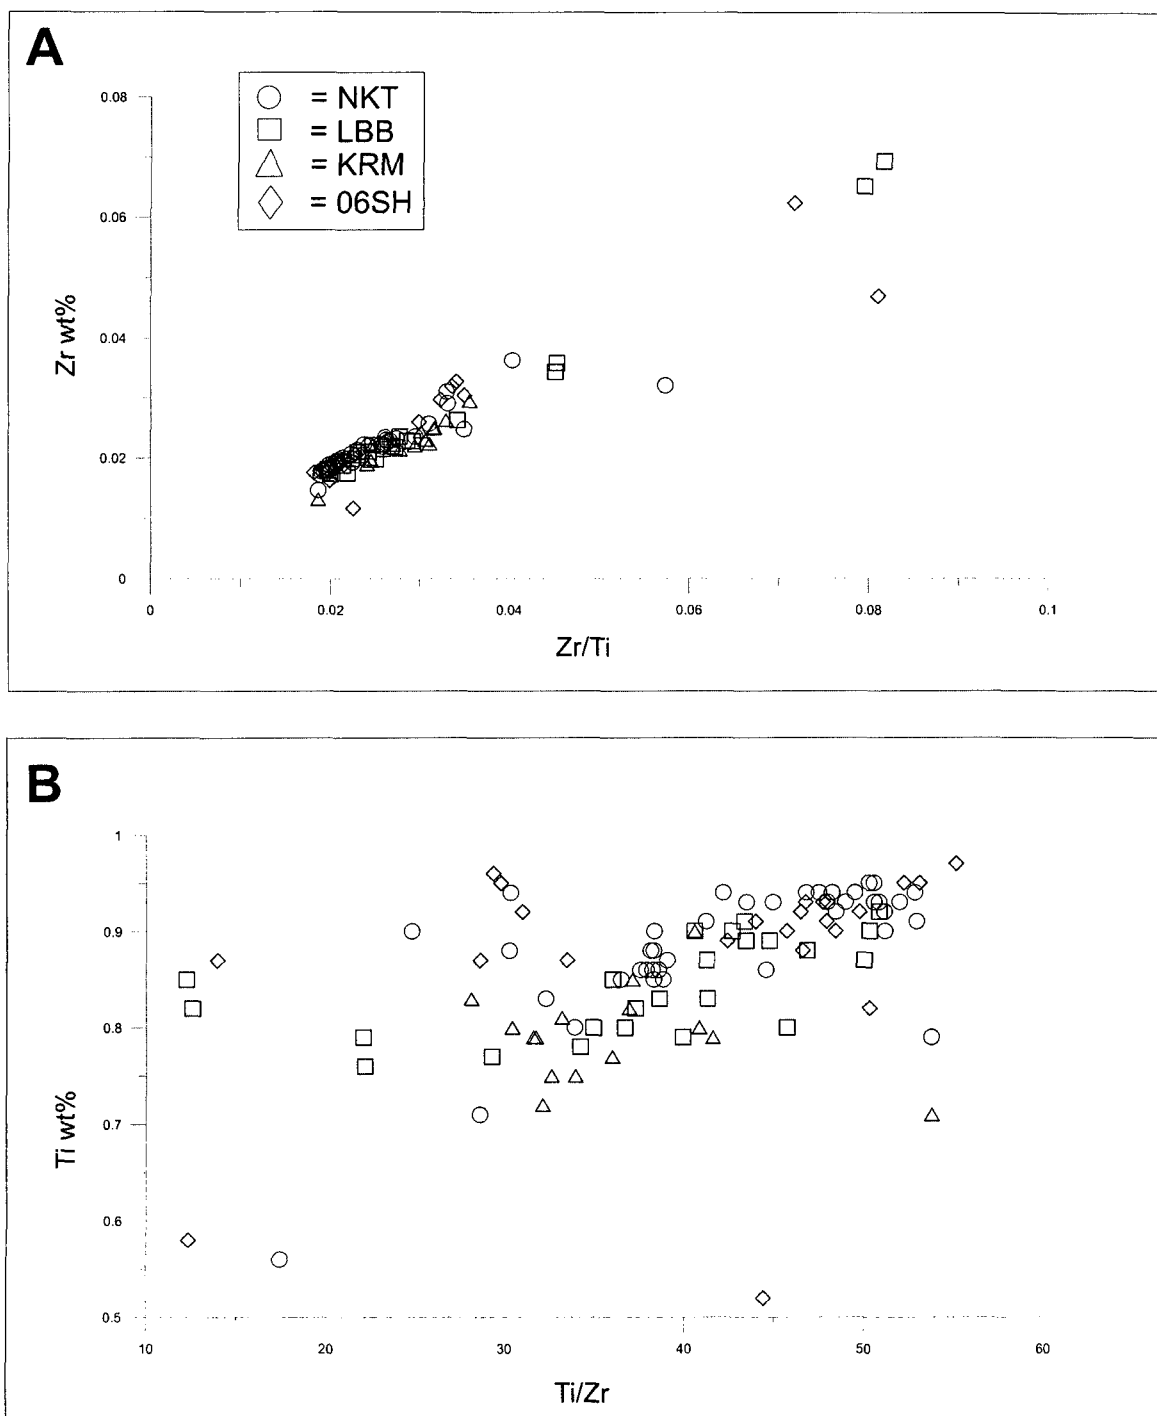 A
= NKT
= LBB
= KRM
= 06SH
0.08
0.06
0.04
0.02
0
Zr wt%
0 0.02 0.04 0.06 0.08 0.1
Zr/Ti
B
1
0.9
0.8
0.7
0.6
0.5
Ti wt%
10 20 30 40 50 60
Ti/Zr